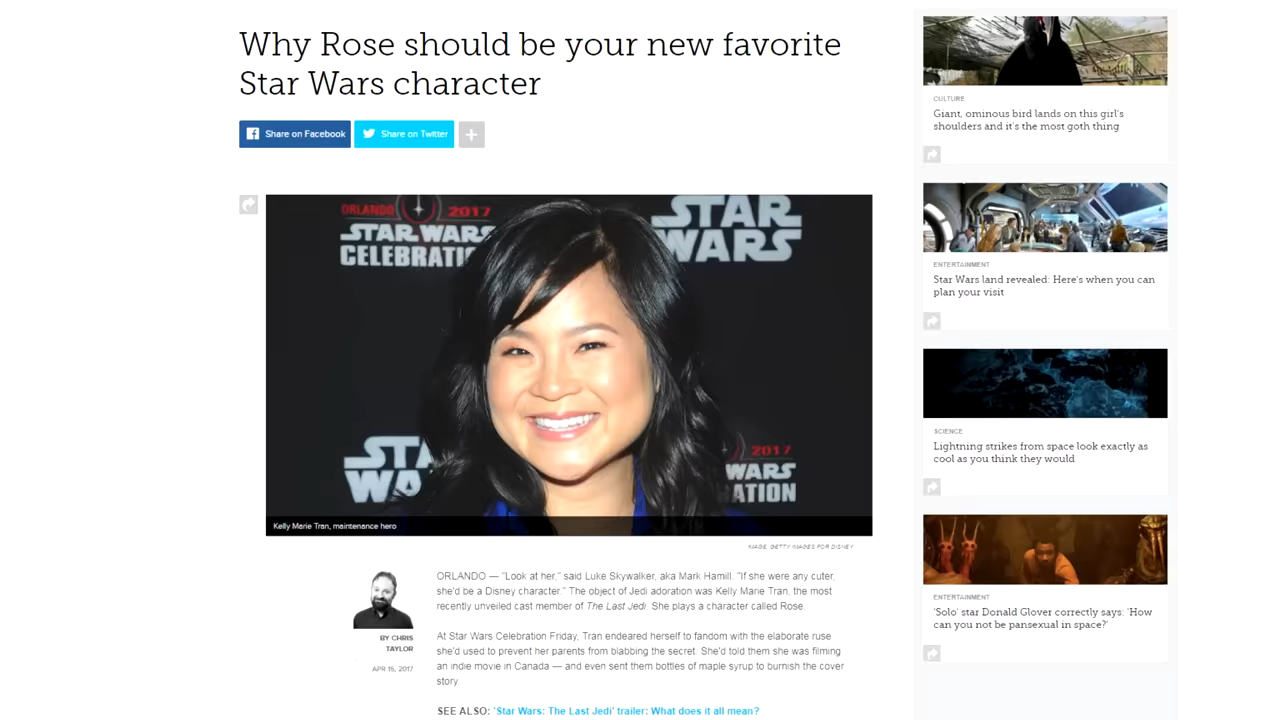 Why Rose should be your new favorite
Star Wars character
Share on Facebook
Share on Twitter
+
ORLANDO 2017
STAR WARS
CELEBRATI
STAR
WARS
STA
WA
2017
WARS
ATION
Kelly Marie Tran, maintenance hero
IMAGE: GETTY IMAGES FOR DISNEY
BY CHRIS
TAYLOR
APR 15, 2017
ORLANDO — "Look at her," said Luke Skywalker, aka Mark Hamill. "If she were any cuter,
she'd be a Disney character." The object of Jedi adoration was Kelly Marie Tran, the most
recently unveiled cast member of The Last Jedi. She plays a character called Rose.
At Star Wars Celebration Friday, Tran endeared herself to fandom with the elaborate ruse
she'd used to prevent her parents from blabbing the secret. She'd told them she was filming
an indie movie in Canada — and even sent them bottles of maple syrup to burnish the cover
story.
SEE ALSO: 'Star Wars: The Last Jedi' trailer: What does it all mean?
CULTURE
Giant, ominous bird lands on this girl's
shoulders and it's the most goth thing
ENTERTAINMENT
Star Wars land revealed: Here's when you can
plan your visit
SCIENCE
Lightning strikes from space look exactly as
cool as you think they would
ENTERTAINMENT
'Solo' star Donald Glover correctly says: 'How
can you not be pansexual in space?'